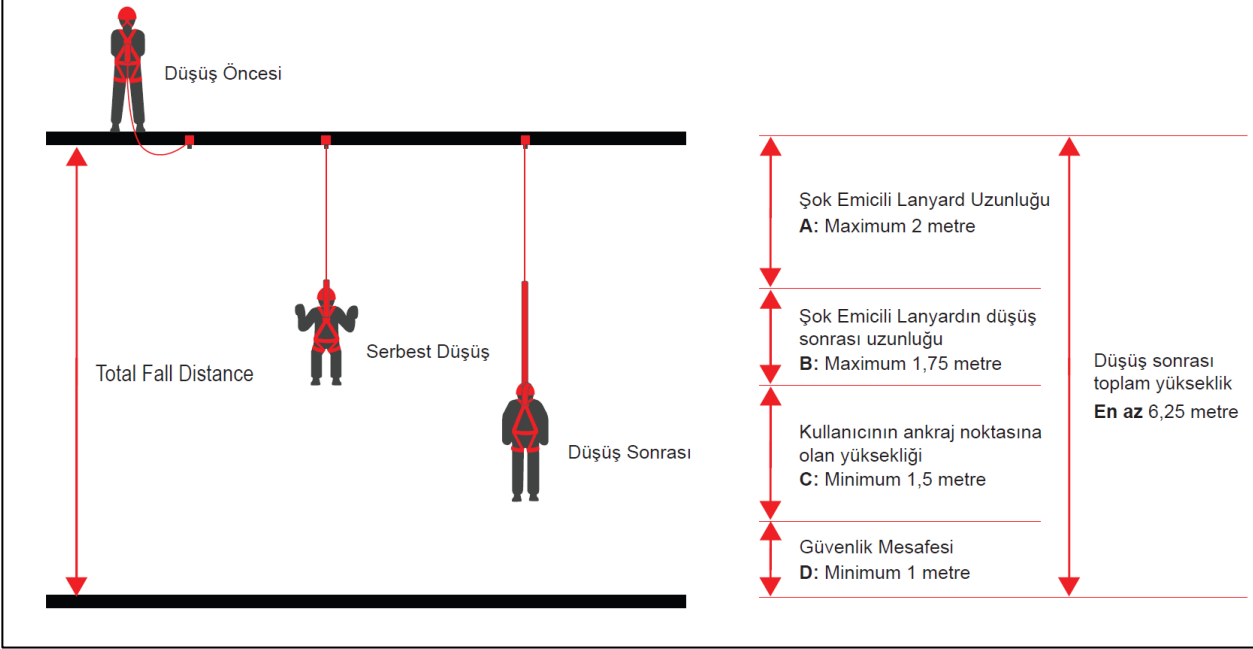 Düşüş Öncesi
Total Fall Distance
Serbest Düşüş
Düşüş Sonrası
Şok Emicili Lanyard Uzunluğu
A: Maximum 2 metre
Şok Emicili Lanyardın düşüş
sonrası uzunluğu
B: Maximum 1,75 metre
Kullanıcının ankraj noktasına
olan yüksekliği
C: Minimum 1,5 metre
Güvenlik Mesafesi
D: Minimum 1 metre
Düşüş sonrası
toplam yükseklik
En az 6,25 metre